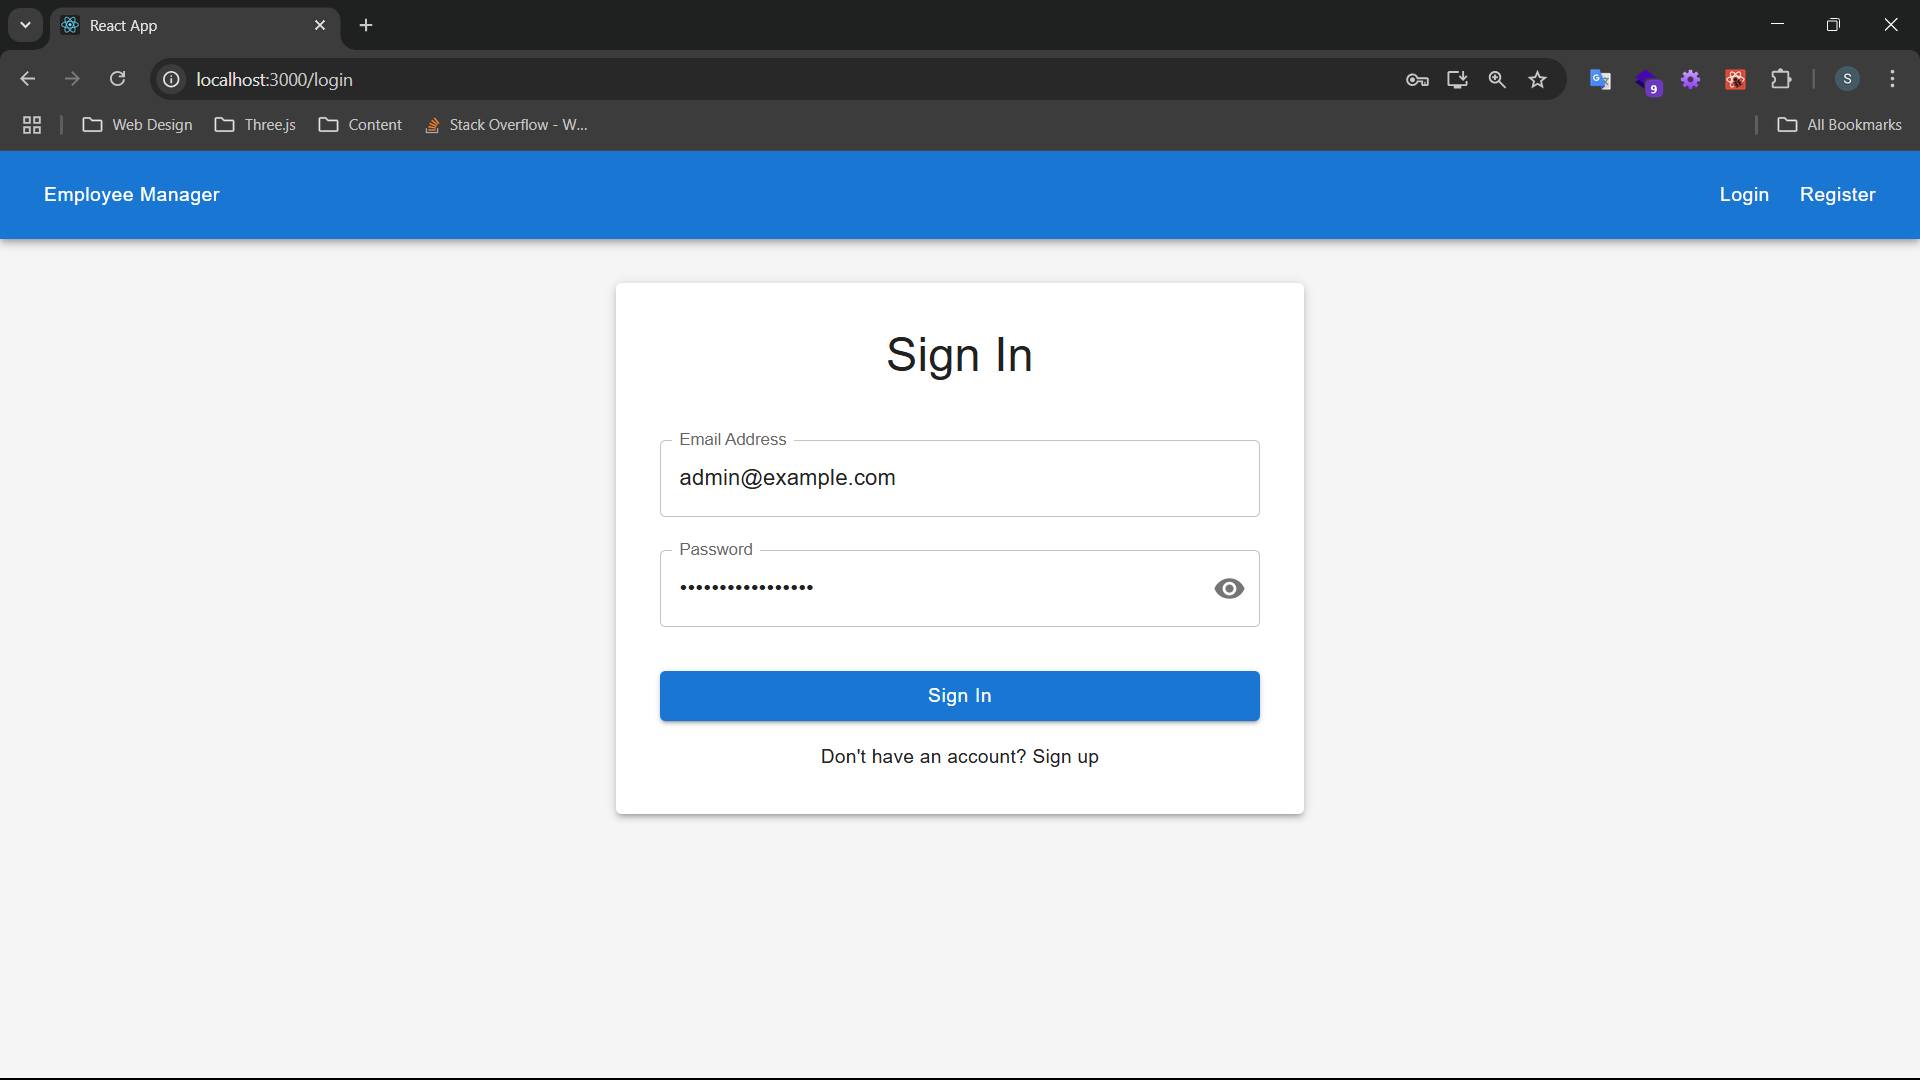 React App
localhost:3000/login
9
S
Web Design
Three.js
Content
Stack Overflow - W...
All Bookmarks
Employee Manager
Login
Register
Sign In
Email Address
admin@example.com
Password
•••••••••••••••••
Sign In
Don't have an account? Sign up